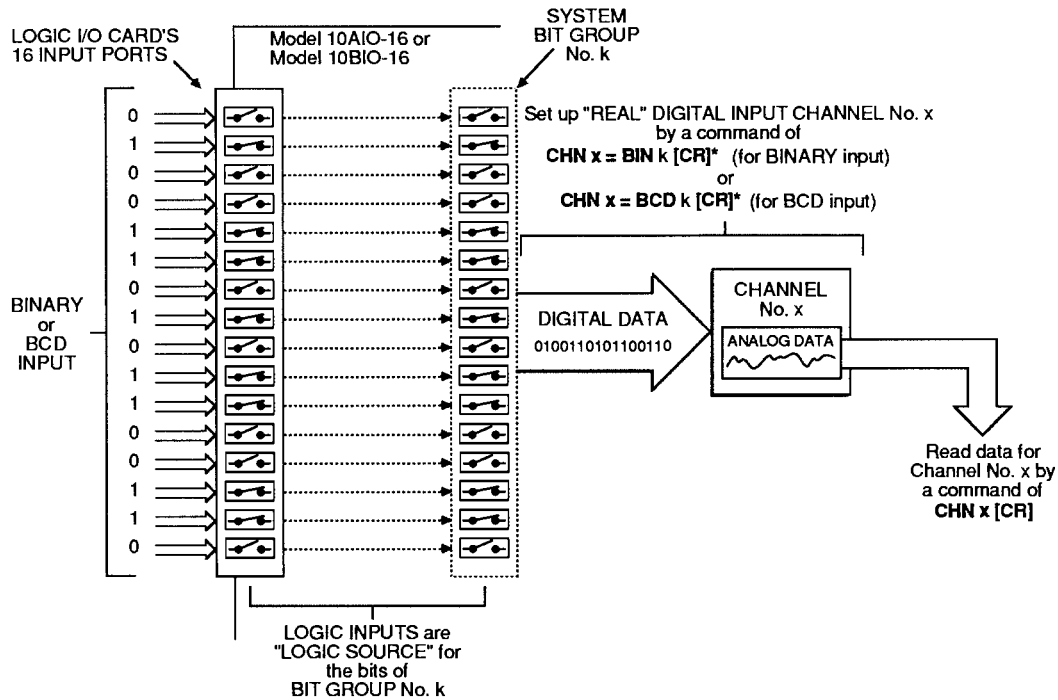 LOGIC I/O CARD'S
16 INPUT PORTS
Model 10AIO-16 or
Model 10BIO-16
SYSTEM
BIT GROUP
No. k
0
1
0
0
1
1
0
1
0
1
1
0
0
1
1
0
BINARY
or
BCD
INPUT
Set up "REAL" DIGITAL INPUT CHANNEL No. x
by a command of
CHN x = BIN k [CR]* (for BINARY input)
or
CHN x = BCD k [CR]* (for BCD input)
DIGITAL DATA
0100110101100110
CHANNEL
No. x
ANALOG DATA
Read data for
Channel No. x by
a command of
CHN x [CR]
LOGIC INPUTS are
"LOGIC SOURCE" for
the bits of
BIT GROUP No. k